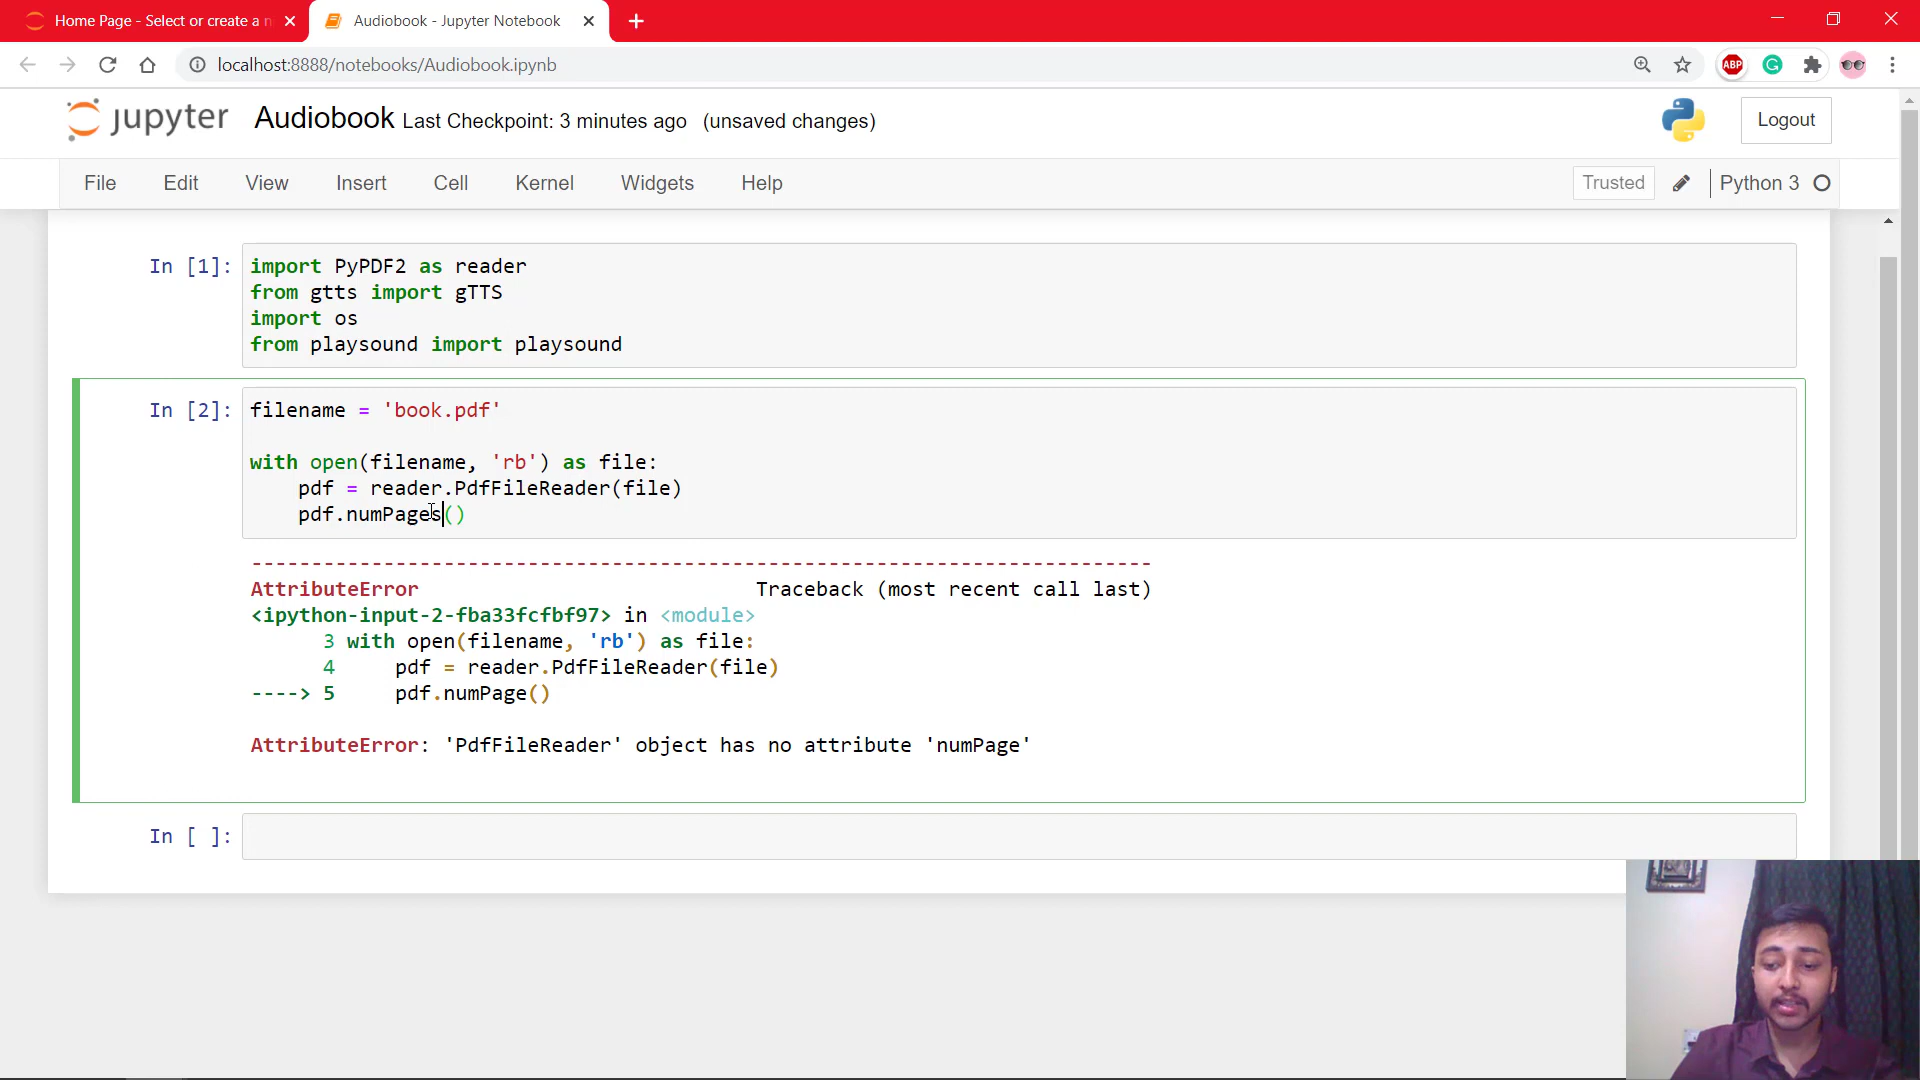 Home Page - Select or create a n
Audiobook - Jupyter Notebook
localhost:8888/notebooks/Audiobook.ipynb
ABP
jupyter Audiobook Last Checkpoint: 3 minutes ago (unsaved changes)
Logout
File Edit View Insert Cell Kernel Widgets Help
Trusted Python 3
In [1]: import PyPDF2 as reader
from gtts import gTTS
import os
from playsound import playsound
In [2]: filename = 'book.pdf'
with open(filename, 'rb') as file:
    pdf = reader.PdfFileReader(file)
    pdf.numPages()
---------------------------------------------------------------------------
AttributeError                            Traceback (most recent call last)
<ipython-input-2-fba33fcfbf97> in <module>
      3 with open(filename, 'rb') as file:
      4     pdf = reader.PdfFileReader(file)
----> 5     pdf.numPage()
AttributeError: 'PdfFileReader' object has no attribute 'numPage'
In [ ]: